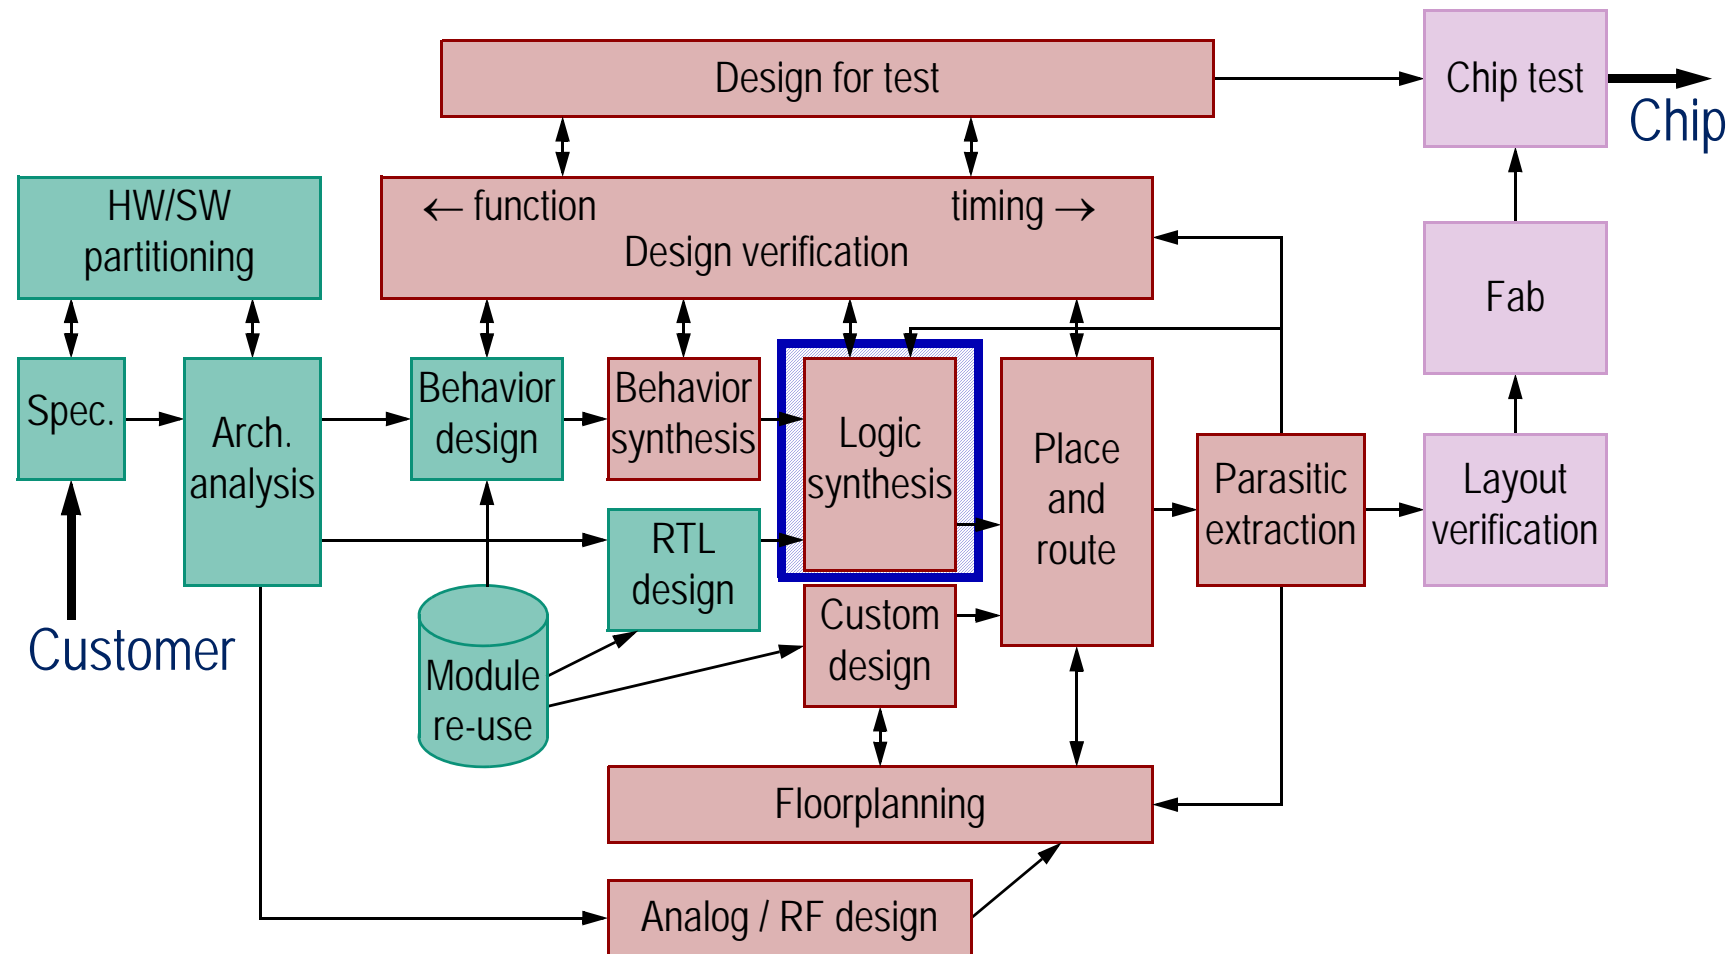 Design for test
Chip test
Chip
HW/SW
partitioning
← function
timing →
Design verification
Fab
Spec.
Arch.
analysis
Behavior
design
Behavior
synthesis
Logic
synthesis
Place
and
route
Parasitic
extraction
Layout
verification
RTL
design
Customer
Module
re-use
Custom
design
Floorplanning
Analog / RF design